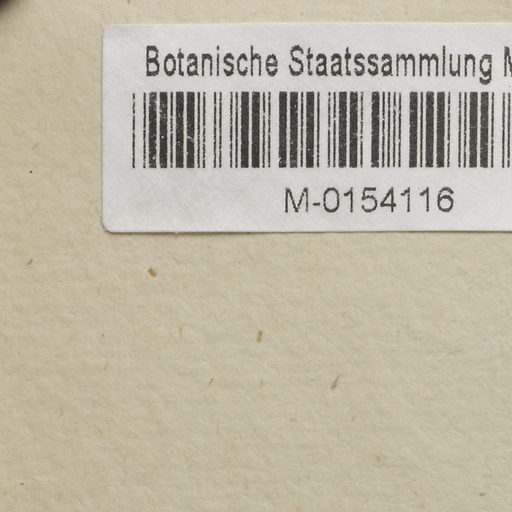 Botanische Staatssammlung
M-0154116